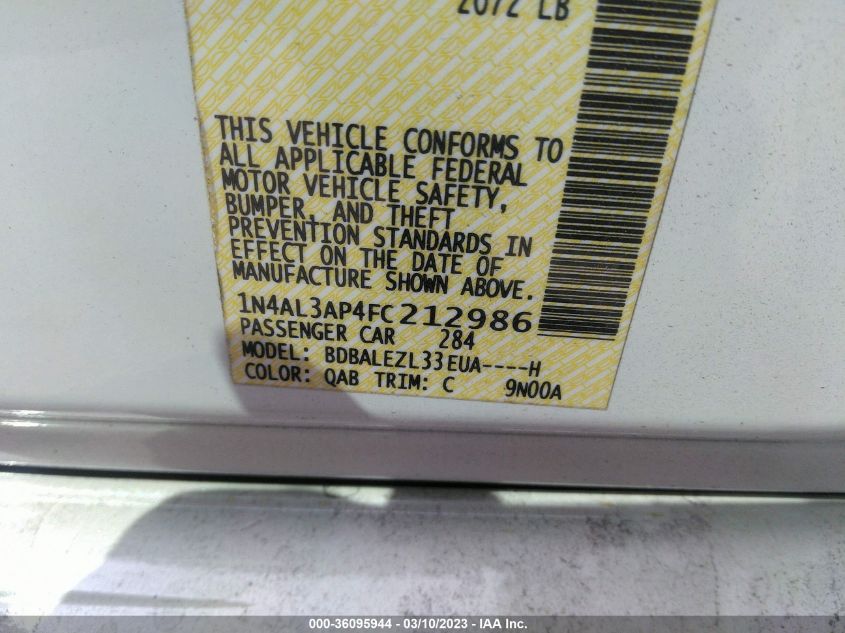 2072 LB
THIS VEHICLE CONFORMS TO
ALL APPLICABLE FEDERAL
MOTOR VEHICLE SAFETY,
BUMPER, AND THEFT
PREVENTION STANDARDS IN
EFFECT ON THE DATE OF
MANUFACTURE SHOWN ABOVE.
1N4AL3AP4FC212986
PASSENGER CAR 284
MODEL: BDBALEZL33EUA----H
COLOR: QAB TRIM: C 9N00A
000-36095944 — 03/10/2023 — IAA Inc.